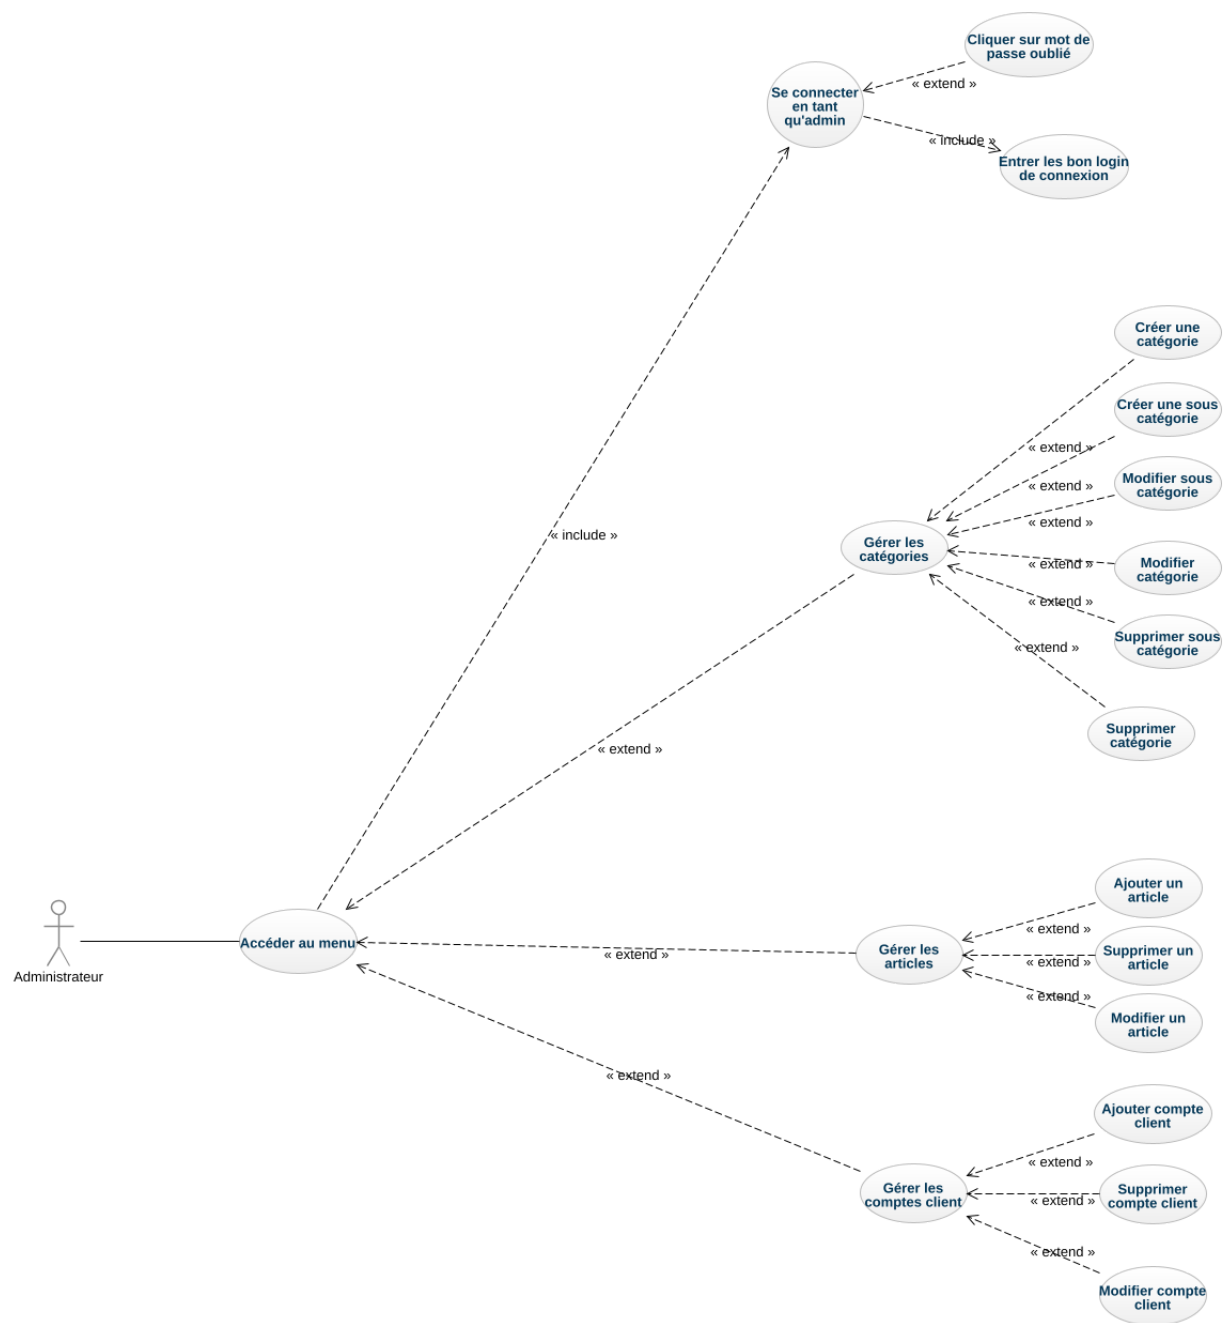 Cliquer sur mot de
passe oublié
« extend »
Se connecter
en tant
qu'admin
« include »
Entrer les bon login
de connexion
« include »
Créer une
catégorie
Créer une sous
catégorie
« extend »
Modifier sous
catégorie
« extend »
« extend »
Gérer les
catégories
Modifier
catégorie
« extend »
« extend »
Supprimer sous
catégorie
« extend »
Supprimer
catégorie
« extend »
Administrateur
Accéder au menu
« extend »
Gérer les
articles
Ajouter un
article
« extend »
Supprimer un
article
« extend »
« extend »
Modifier un
article
« extend »
Ajouter compte
client
« extend »
Gérer les
comptes client
Supprimer
compte client
« extend »
« extend »
Modifier compte
client